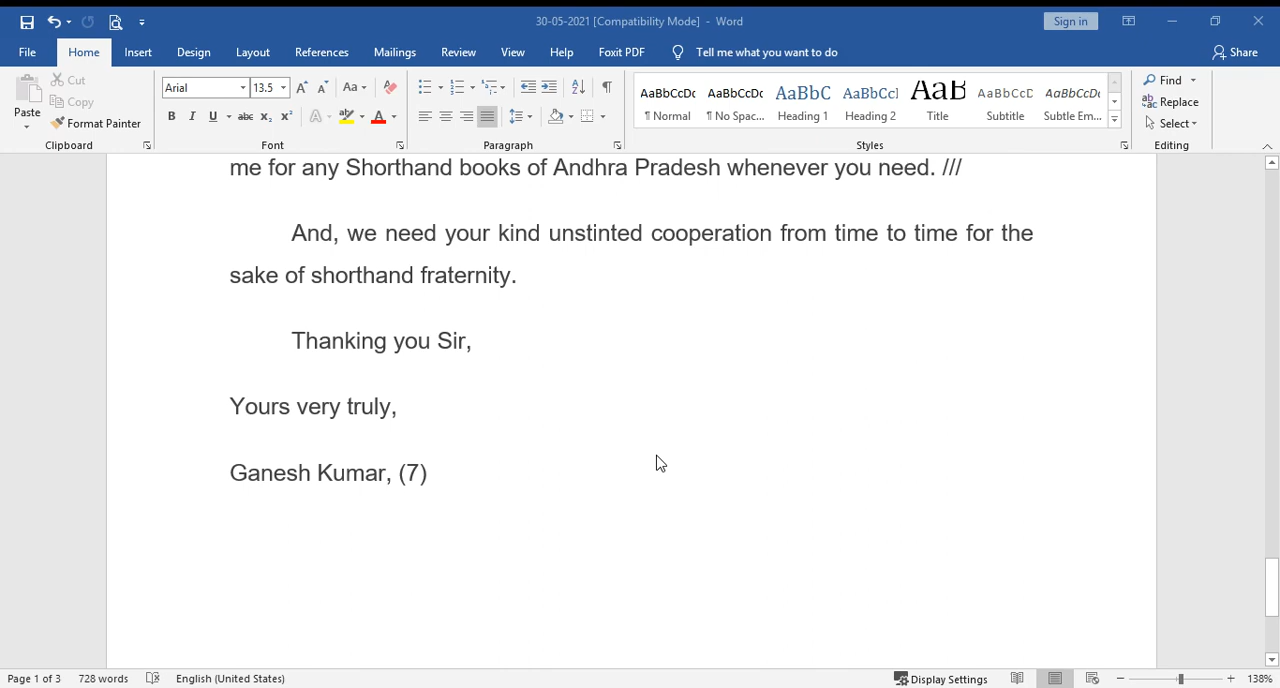 30-05-2021 [Compatibility Mode] - Word
Sign in
File Home Insert Design Layout References Mailings Review View Help Foxit PDF Tell me what you want to do Share
Paste
Cut
Copy
Format Painter
Clipboard
Arial 13.5
Aa
B I U abc X₂ X²
Font
Paragraph
AaBbCcDc AaBbCcDc AaBbC AaBbCcI AaB AaBbCcD AaBbCcDc
¶ Normal ¶ No Spac... Heading 1 Heading 2 Title Subtitle Subtle Em...
Styles
Find
Replace
Select
Editing
me for any Shorthand books of Andhra Pradesh whenever you need. ///
And, we need your kind unstinted cooperation from time to time for the
sake of shorthand fraternity.
Thanking you Sir,
Yours very truly,
Ganesh Kumar, (7)
Page 1 of 3 728 words English (United States) Display Settings 138%